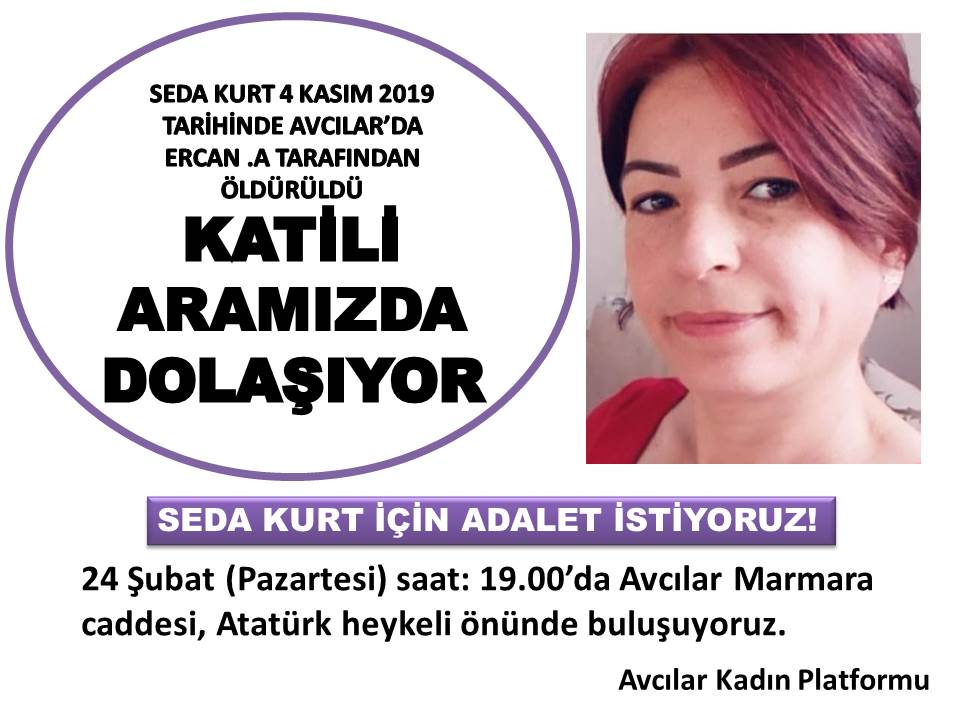 SEDA KURT 4 KASIM 2019
TARİHİNDE AVCILAR’DA
ERCAN .A TARAFINDAN
ÖLDÜRÜLDÜ
KATİLİ
ARAMIZDA
DOLAŞIYOR
SEDA KURT İÇİN ADALET İSTİYORUZ!
24 Şubat (Pazartesi) saat: 19.00’da Avcılar Marmara
caddesi, Atatürk heykeli önünde buluşuyoruz.
Avcılar Kadın Platformu